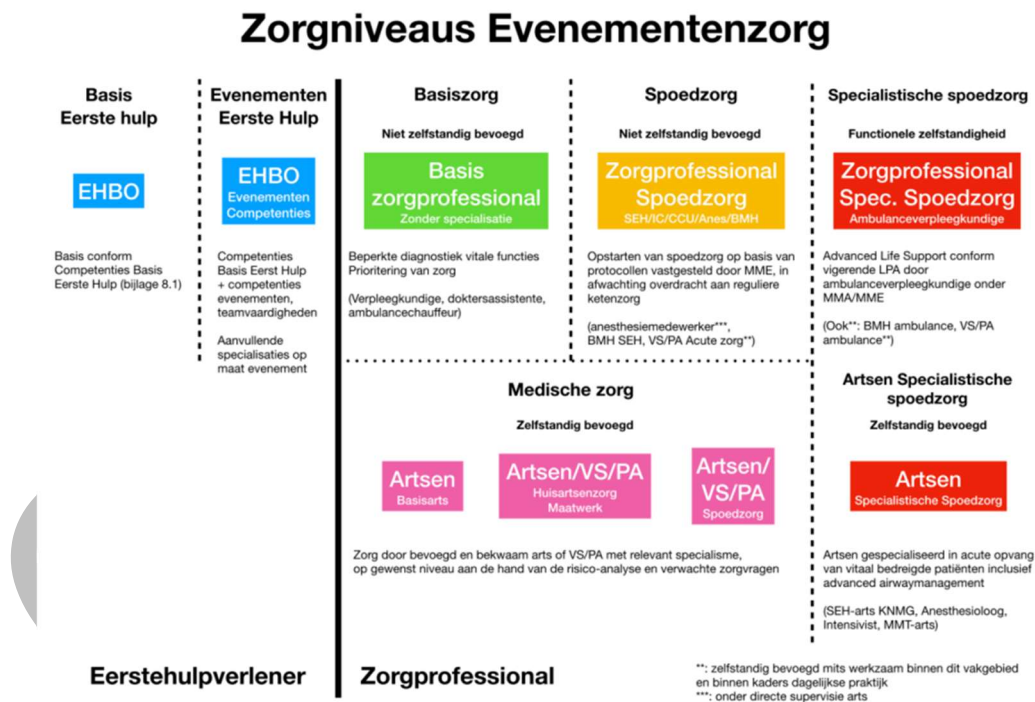 Zorgniveaus Evenementenzorg
Basis
Eerste hulp
EHBO
Basis conform
Competenties Basis
Eerste Hulp (bijlage 8.1)
Evenementen
Eerste Hulp
EHBO
Evenementen
Competenties
Competenties
Basis Eerst Hulp
+ competenties
evenementen,
teamvaardigheden
Aanvullende
specialisaties op
maat evenement
Basiszorg
Niet zelfstandig bevoegd
Basis
zorgprofessional
Zonder specialisatie
Beperkte diagnostiek vitale functies
Prioritering van zorg
(Verpleegkundige, doktersassistente,
ambulancechauffeur)
Spoedzorg
Niet zelfstandig bevoegd
Zorgprofessional
Spoedzorg
SEH/IC/CCU/Anes/BMH
Opstarten van spoedzorg op basis van
protocollen vastgesteld door MME, in
afwachting overdracht aan reguliere
ketenzorg
(anesthesiemedewerker***,
BMH SEH, VS/PA Acute zorg**)
Specialistische spoedzorg
Functionele zelfstandigheid
Zorgprofessional
Spec. Spoedzorg
Ambulanceverpleegkundige
Advanced Life Support conform
vigerende LPA door
ambulanceverpleegkundige onder
MMA/MME
(Ook**: BMH ambulance, VS/PA
ambulance**)
Medische zorg
Zelfstandig bevoegd
Artsen
Basisarts
Artsen/VS/PA
Huisartsenzorg
Maatwerk
Artsen/
VS/PA
Spoedzorg
Zorg door bevoegd en bekwaam arts of VS/PA met relevant specialisme,
op gewenst niveau aan de hand van de risico-analyse en verwachte zorgvragen
Artsen Specialistische
spoedzorg
Zelfstandig bevoegd
Artsen
Specialistische Spoedzorg
Artsen gespecialiseerd in acute opvang
van vitaal bedreigde patiënten inclusief
advanced airwaymanagement
(SEH-arts KNMG, Anesthesioloog,
Intensivist, MMT-arts)
Eerstehulpverlener
Zorgprofessional
**: zelfstandig bevoegd mits werkzaam binnen dit vakgebied
en binnen kaders dagelijkse praktijk
***: onder directe supervisie arts